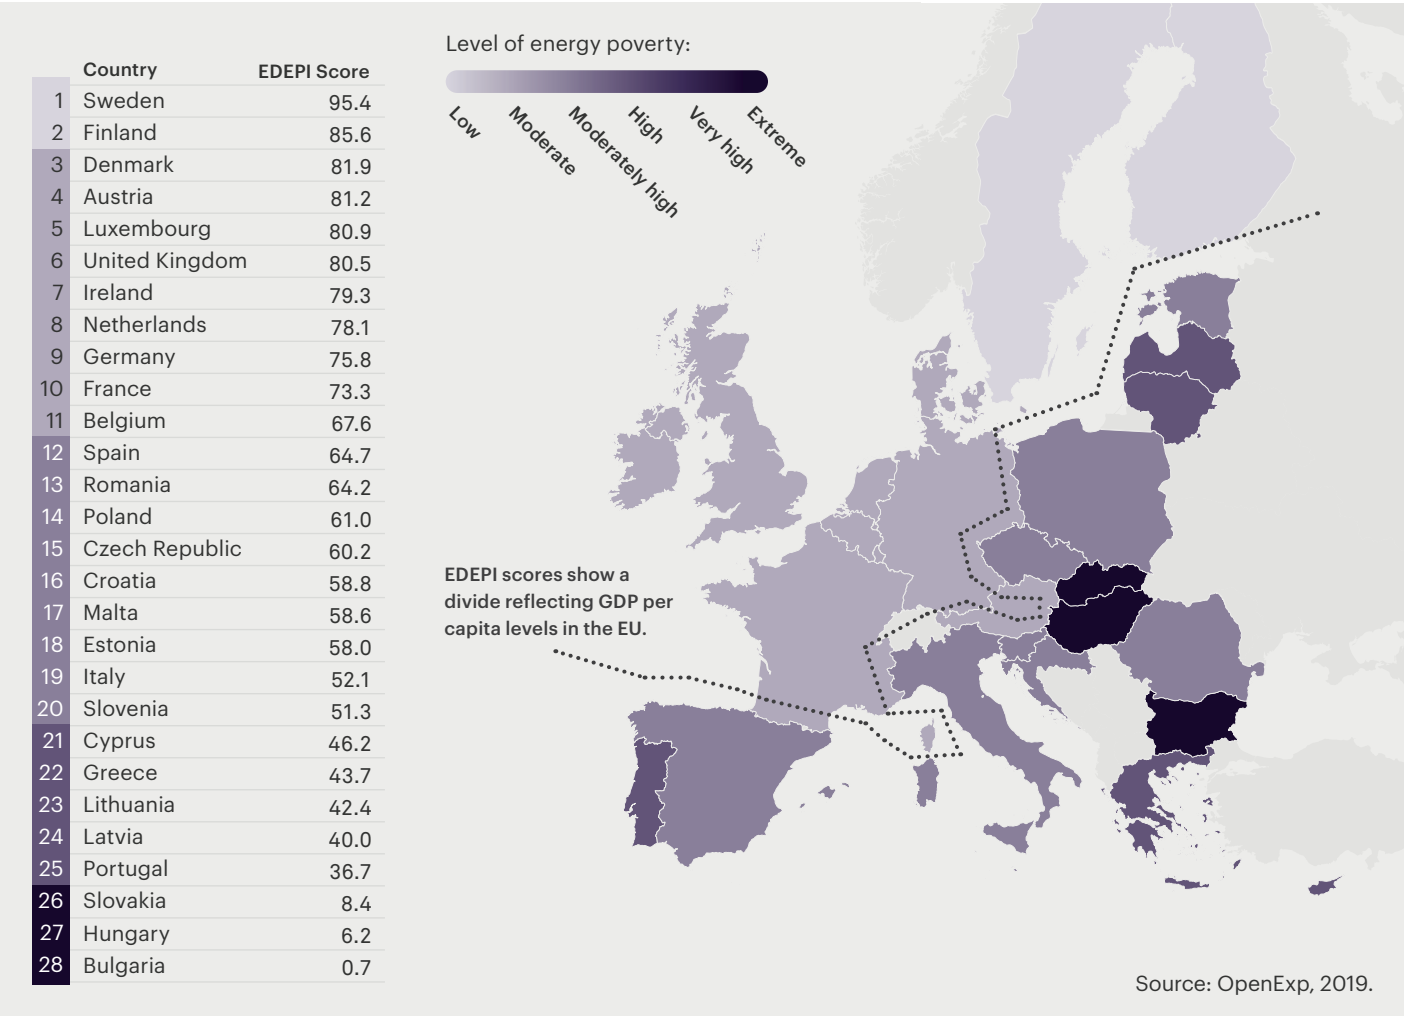 Level of energy poverty:
Low
Moderate
Moderately high
High
Very high
Extreme
Country EDEPI Score
1 Sweden 95.4
2 Finland 85.6
3 Denmark 81.9
4 Austria 81.2
5 Luxembourg 80.9
6 United Kingdom 80.5
7 Ireland 79.3
8 Netherlands 78.1
9 Germany 75.8
10 France 73.3
11 Belgium 67.6
12 Spain 64.7
13 Romania 64.2
14 Poland 61.0
15 Czech Republic 60.2
16 Croatia 58.8
17 Malta 58.6
18 Estonia 58.0
19 Italy 52.1
20 Slovenia 51.3
21 Cyprus 46.2
22 Greece 43.7
23 Lithuania 42.4
24 Latvia 40.0
25 Portugal 36.7
26 Slovakia 8.4
27 Hungary 6.2
28 Bulgaria 0.7
EDEPI scores show a
divide reflecting GDP per
capita levels in the EU.
Source: OpenExp, 2019.